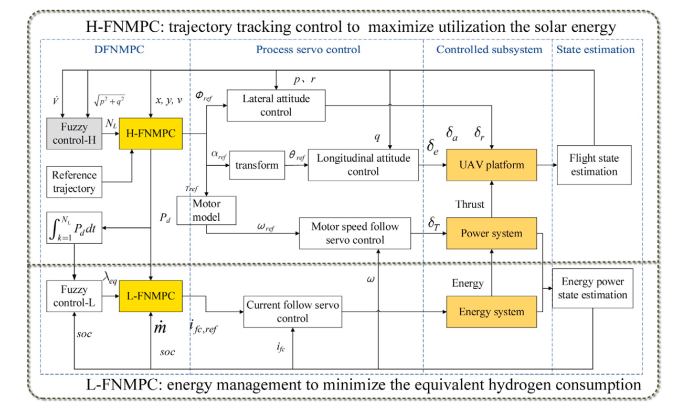 H-FNMPC: trajectory tracking control to maximize utilization the solar energy
DFNMPC
Process servo control
Controlled subsystem
State estimation
p、r
v̇
√p²+q²
x, y, v
Φref
Lateral attitude
control
Fuzzy
control-H
NL
H-FNMPC
q
δe
δa
δr
αref
transform
θref
Longitudinal attitude
control
UAV platform
Flight state
estimation
Reference
trajectory
Tref
Motor
model
Thrust
Pd
∫k=1NL Pd dt
ωref
Motor speed follow
servo control
δT
Power system
λeq
ω
Energy
Fuzzy
control-L
L-FNMPC
Current follow servo
control
Energy system
Energy power
state estimation
soc
ṁ
ifc,ref
soc
ifc
L-FNMPC: energy management to minimize the equivalent hydrogen consumption